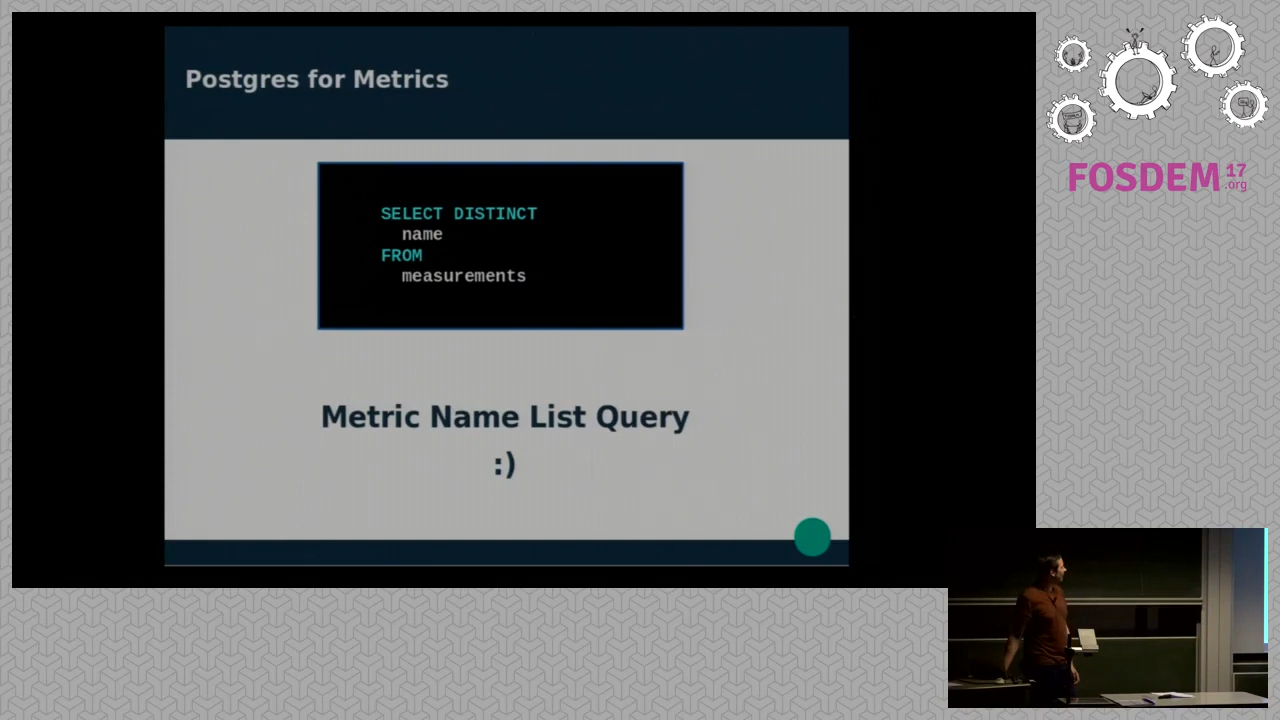 Postgres for Metrics
SELECT DISTINCT
name
FROM
measurements
Metric Name List Query
:)
FOSDEM 17
.org